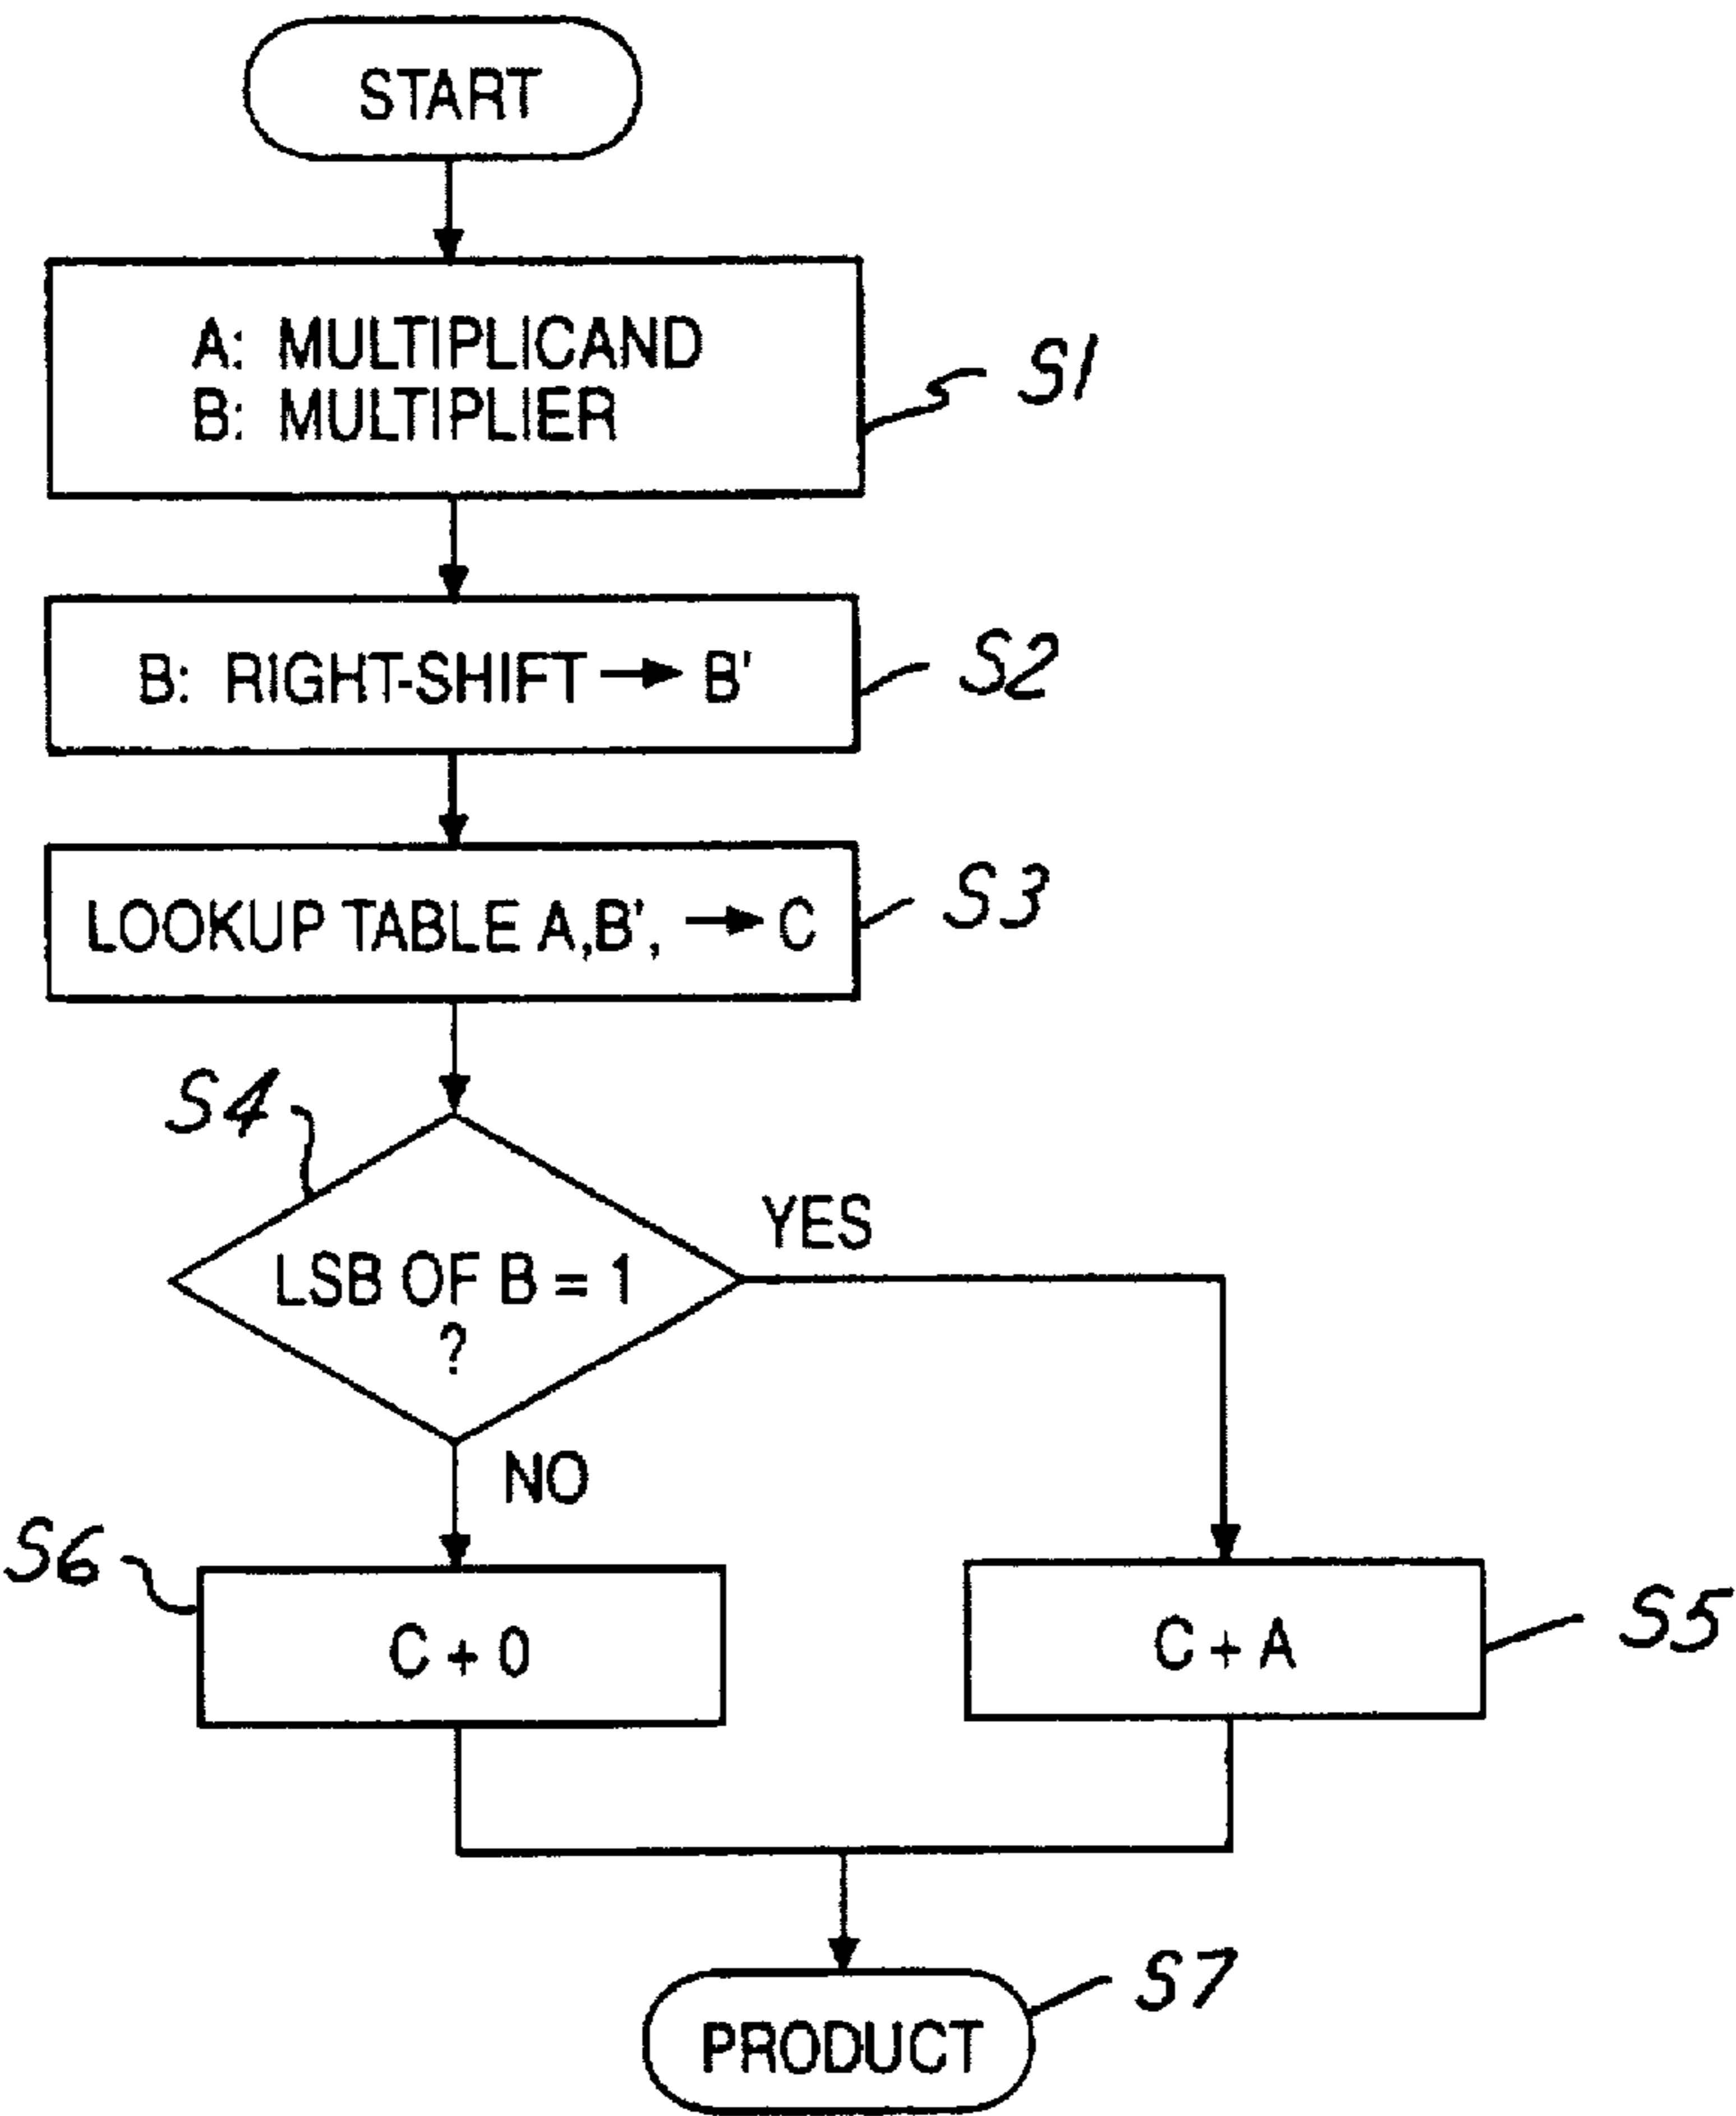 START
A: MULTIPLICAND
B: MULTIPLIER
S1
B: RIGHT-SHIFT → B'
S2
LOOKUP TABLE A,B', → C
S3
S4
LSB OF B = 1
?
YES
NO
S6
C + 0
C + A
S5
PRODUCT
S7